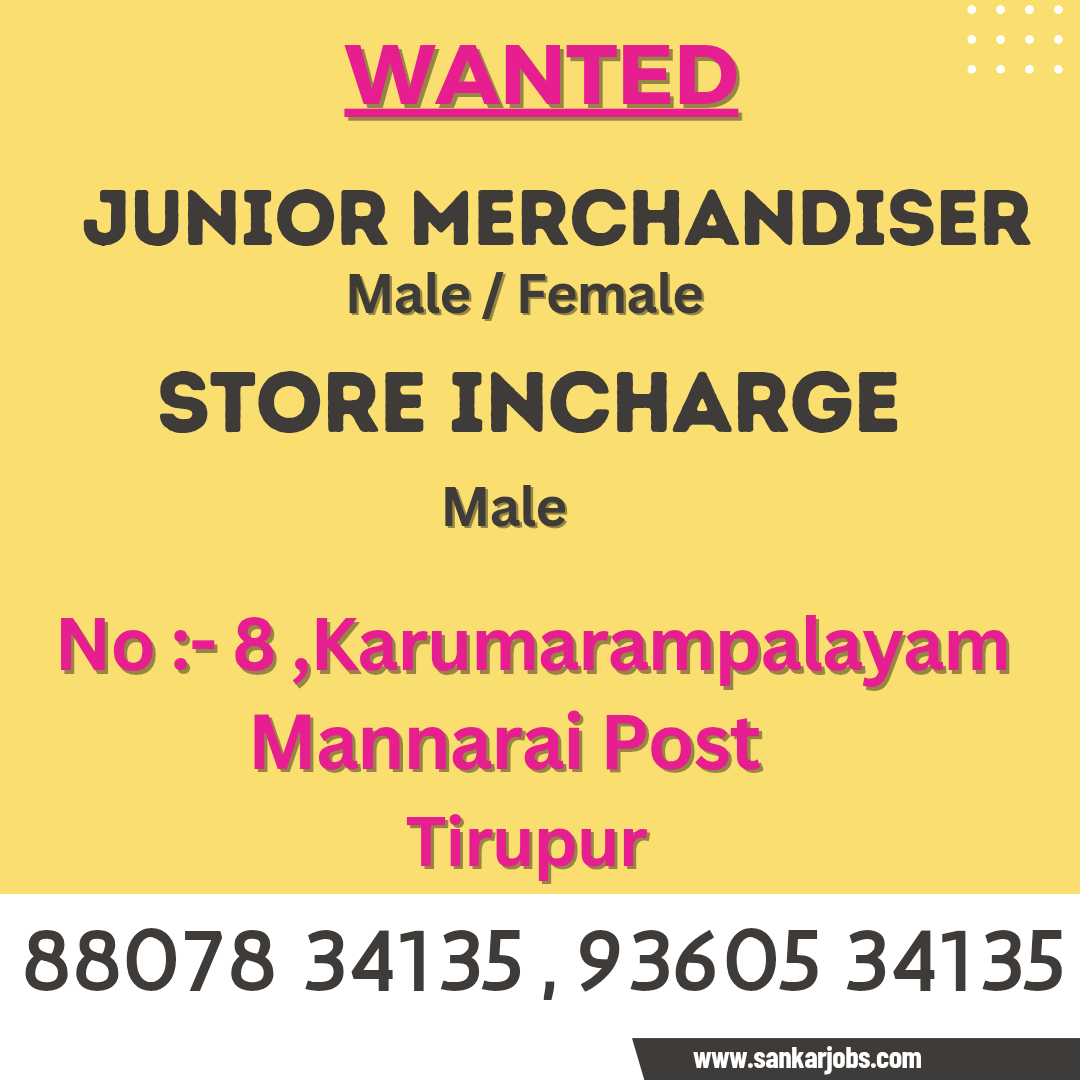 WANTED
JUNIOR MERCHANDISER
Male / Female
STORE INCHARGE
Male
No :- 8 ,Karumarampalayam
Mannarai Post
Tirupur
88078 34135 , 93605 34135
www.sankarjobs.com